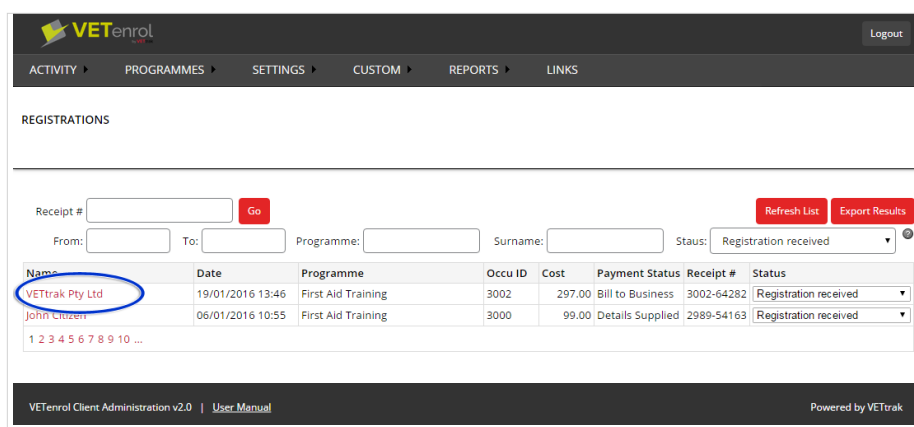 VETenrol
Logout
ACTIVITY PROGRAMMES SETTINGS CUSTOM REPORTS LINKS
REGISTRATIONS
Receipt # Go Refresh List Export Results
From: To: Programme: Surname: Staus: Registration received
Name Date Programme Occu ID Cost Payment Status Receipt # Status
VETtrak Pty Ltd 19/01/2016 13:46 First Aid Training 3002 297.00 Bill to Business 3002-64282 Registration received
John Citizen 06/01/2016 10:55 First Aid Training 3000 99.00 Details Supplied 2989-54163 Registration received
1 2 3 4 5 6 7 8 9 10 ...
VETenrol Client Administration v2.0 | User Manual Powered by VETtrak